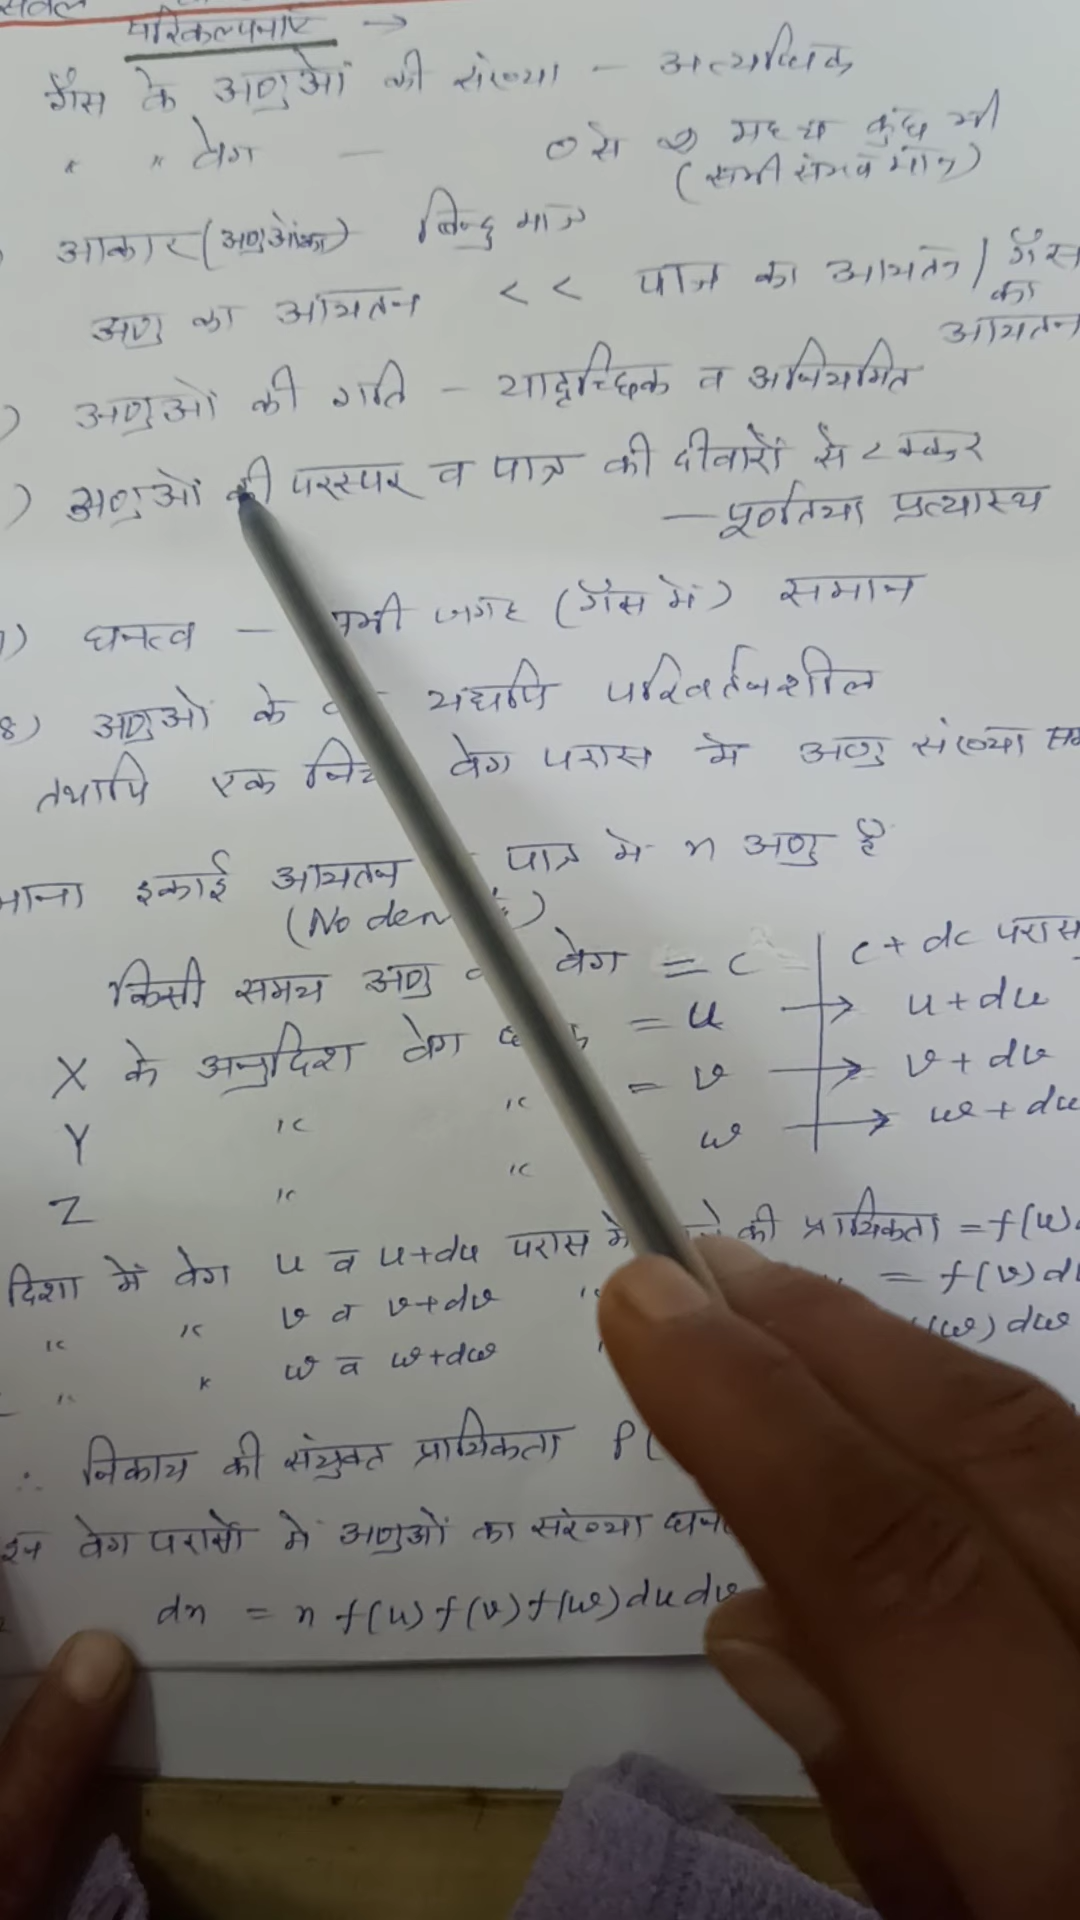 परिकल्पनाएं →
गैस के अणुओं की संख्या - अत्यधिक
" " वेग - 0 से ∞ मध्य कुछ भी
(सभी संभव मान)
आकार (अणुओंका) बिन्दु मात्र
अणु का आयतन << पात्र का आयतन / गैस का आयतन
) अणुओं की गति - यादृच्छिक व अनियमित
) अणुओं की परस्पर व पात्र की दीवारों से टक्कर
- पूर्णतया प्रत्यास्थ
) घनत्व - जगह (गैस में) समान
8) अणुओं के यद्यपि परिवर्तनशील
तथापि एक वेग परास मे अणु संख्या
माना इकाई आयतन पात्र मे n अणु है
(No den )
किसी समय अणु वेग = c | c + dc परास
X के अनुदिश वेग = u → u + du
Y " " = v → v + dv
Z " " w → w + dw
दिशा में वेग u व u+du परास मे की प्रायिकता = f(u)
" " v व v+dv " = f(v) dv
" " w व w+dw (w) dw
∴ निकाय की संयुक्त प्रायिकता P(
वेग परासो मे अणुओं का संख्या
dn = n f(u) f(v) f(w) du dv